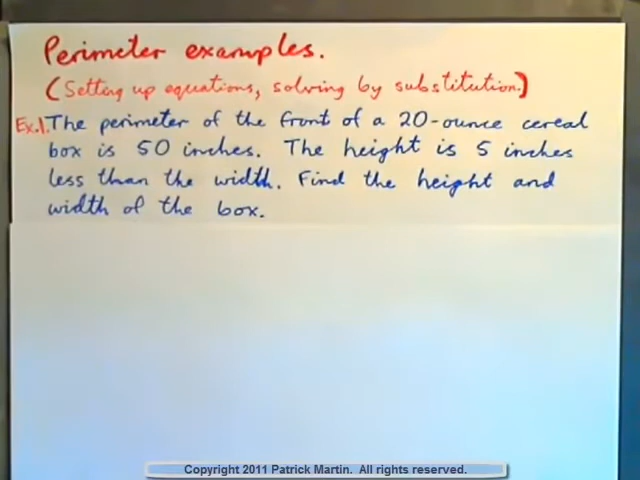 Perimeter examples.
(Setting up equations, solving by substitution.)
Ex.1. The perimeter of the front of a 20-ounce cereal
box is 50 inches. The height is 5 inches
less than the width. Find the height and
width of the box.
Copyright 2011 Patrick Martin. All rights reserved.